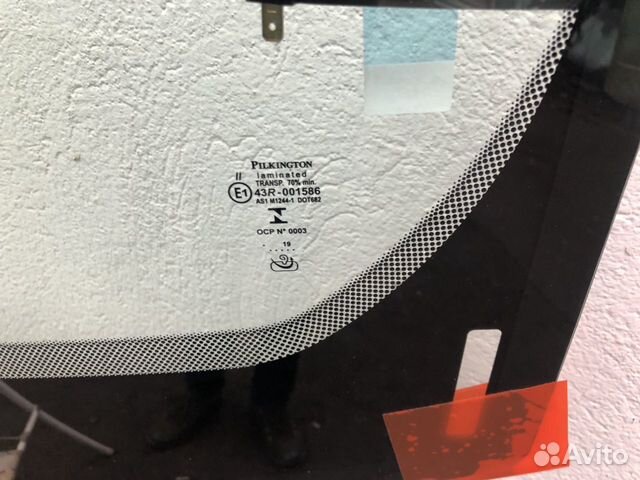 PILKINGTON
II laminated
TRANSP. 70% min.
E1 43R-001586
AS1 M1244-1 DOT682
OCP N° 0003
..... 19
Avito